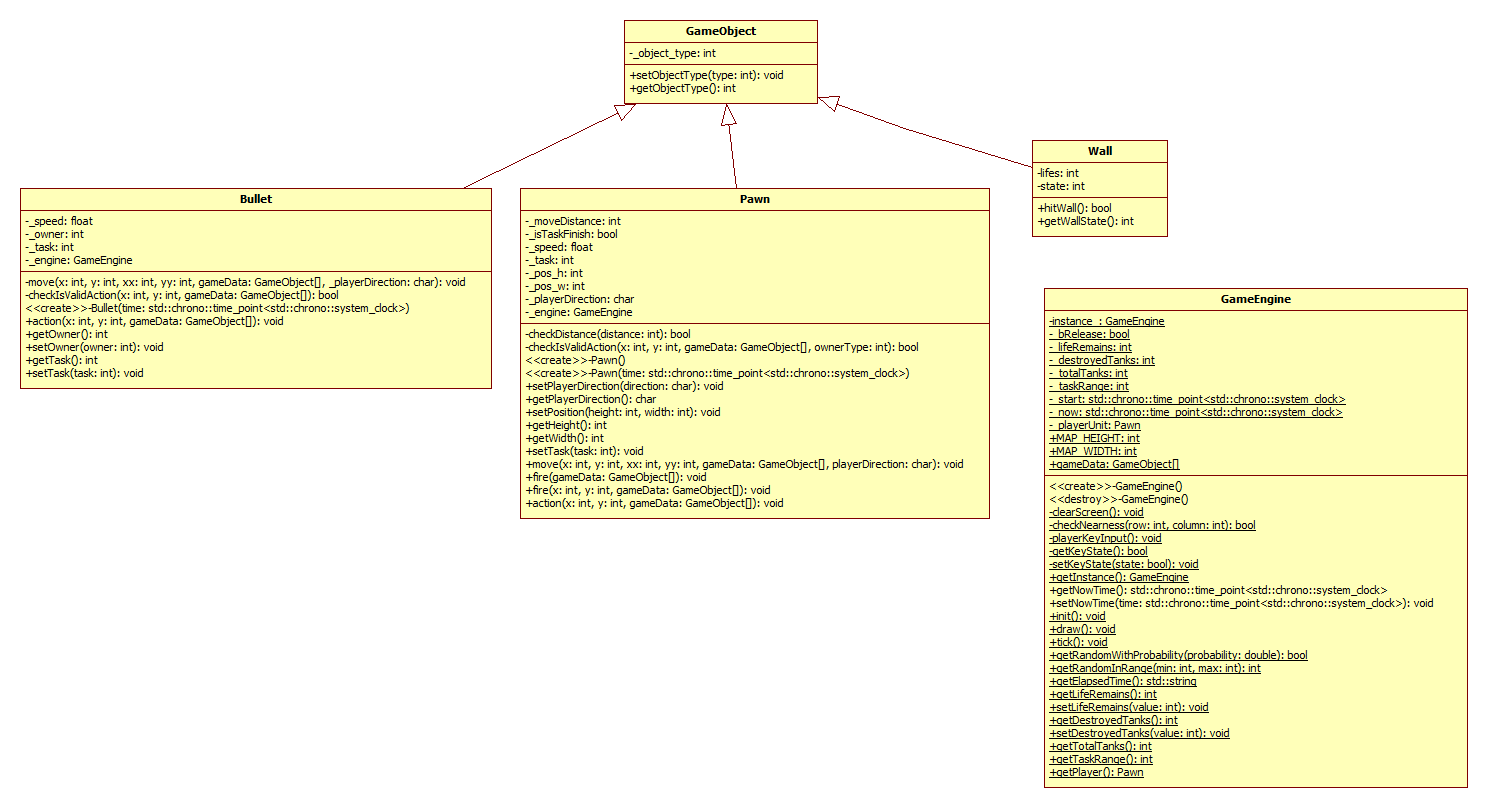 GameObject
-_object_type: int
+setObjectType(type: int): void
+getObjectType(): int
Bullet
-_speed: float
-_owner: int
-_task: int
-_engine: GameEngine
-move(x: int, y: int, xx: int, yy: int, gameData: GameObject[], _playerDirection: char): void
-checkIsValidAction(x: int, y: int, gameData: GameObject[]): bool
<<create>>-Bullet(time: std::chrono::time_point<std::chrono::system_clock>)
+action(x: int, y: int, gameData: GameObject[]): void
+getOwner(): int
+setOwner(owner: int): void
+getTask(): int
+setTask(task: int): void
Pawn
-_moveDistance: int
-_isTaskFinish: bool
-_speed: float
-_task: int
-_pos_h: int
-_pos_w: int
-_playerDirection: char
-_engine: GameEngine
-checkDistance(distance: int): bool
-checkIsValidAction(x: int, y: int, gameData: GameObject[], ownerType: int): bool
<<create>>-Pawn()
<<create>>-Pawn(time: std::chrono::time_point<std::chrono::system_clock>)
+setPlayerDirection(direction: char): void
+getPlayerDirection(): char
+setPosition(height: int, width: int): void
+getHeight(): int
+getWidth(): int
+setTask(task: int): void
+move(x: int, y: int, xx: int, yy: int, gameData: GameObject[], playerDirection: char): void
+fire(gameData: GameObject[]): void
+fire(x: int, y: int, gameData: GameObject[]): void
+action(x: int, y: int, gameData: GameObject[]): void
Wall
-lifes: int
-state: int
+hitWall(): bool
+getWallState(): int
GameEngine
-instance_: GameEngine
-_bRelease: bool
-_lifeRemains: int
-_destroyedTanks: int
-_totalTanks: int
-_taskRange: int
-_start: std::chrono::time_point<std::chrono::system_clock>
-_now: std::chrono::time_point<std::chrono::system_clock>
-_playerUnit: Pawn
+MAP_HEIGHT: int
+MAP_WIDTH: int
+gameData: GameObject[]
<<create>>-GameEngine()
<<destroy>>-GameEngine()
-clearScreen(): void
-checkNearness(row: int, column: int): bool
-playerKeyInput(): void
-getKeyState(): bool
-setKeyState(state: bool): void
+getInstance(): GameEngine
+getNowTime(): std::chrono::time_point<std::chrono::system_clock>
+setNowTime(time: std::chrono::time_point<std::chrono::system_clock>): void
+init(): void
+draw(): void
+tick(): void
+getRandomWithProbability(probability: double): bool
+getRandomInRange(min: int, max: int): int
+getElapsedTime(): std::string
+getLifeRemains(): int
+setLifeRemains(value: int): void
+getDestroyedTanks(): int
+setDestroyedTanks(value: int): void
+getTotalTanks(): int
+getTaskRange(): int
+getPlayer(): Pawn